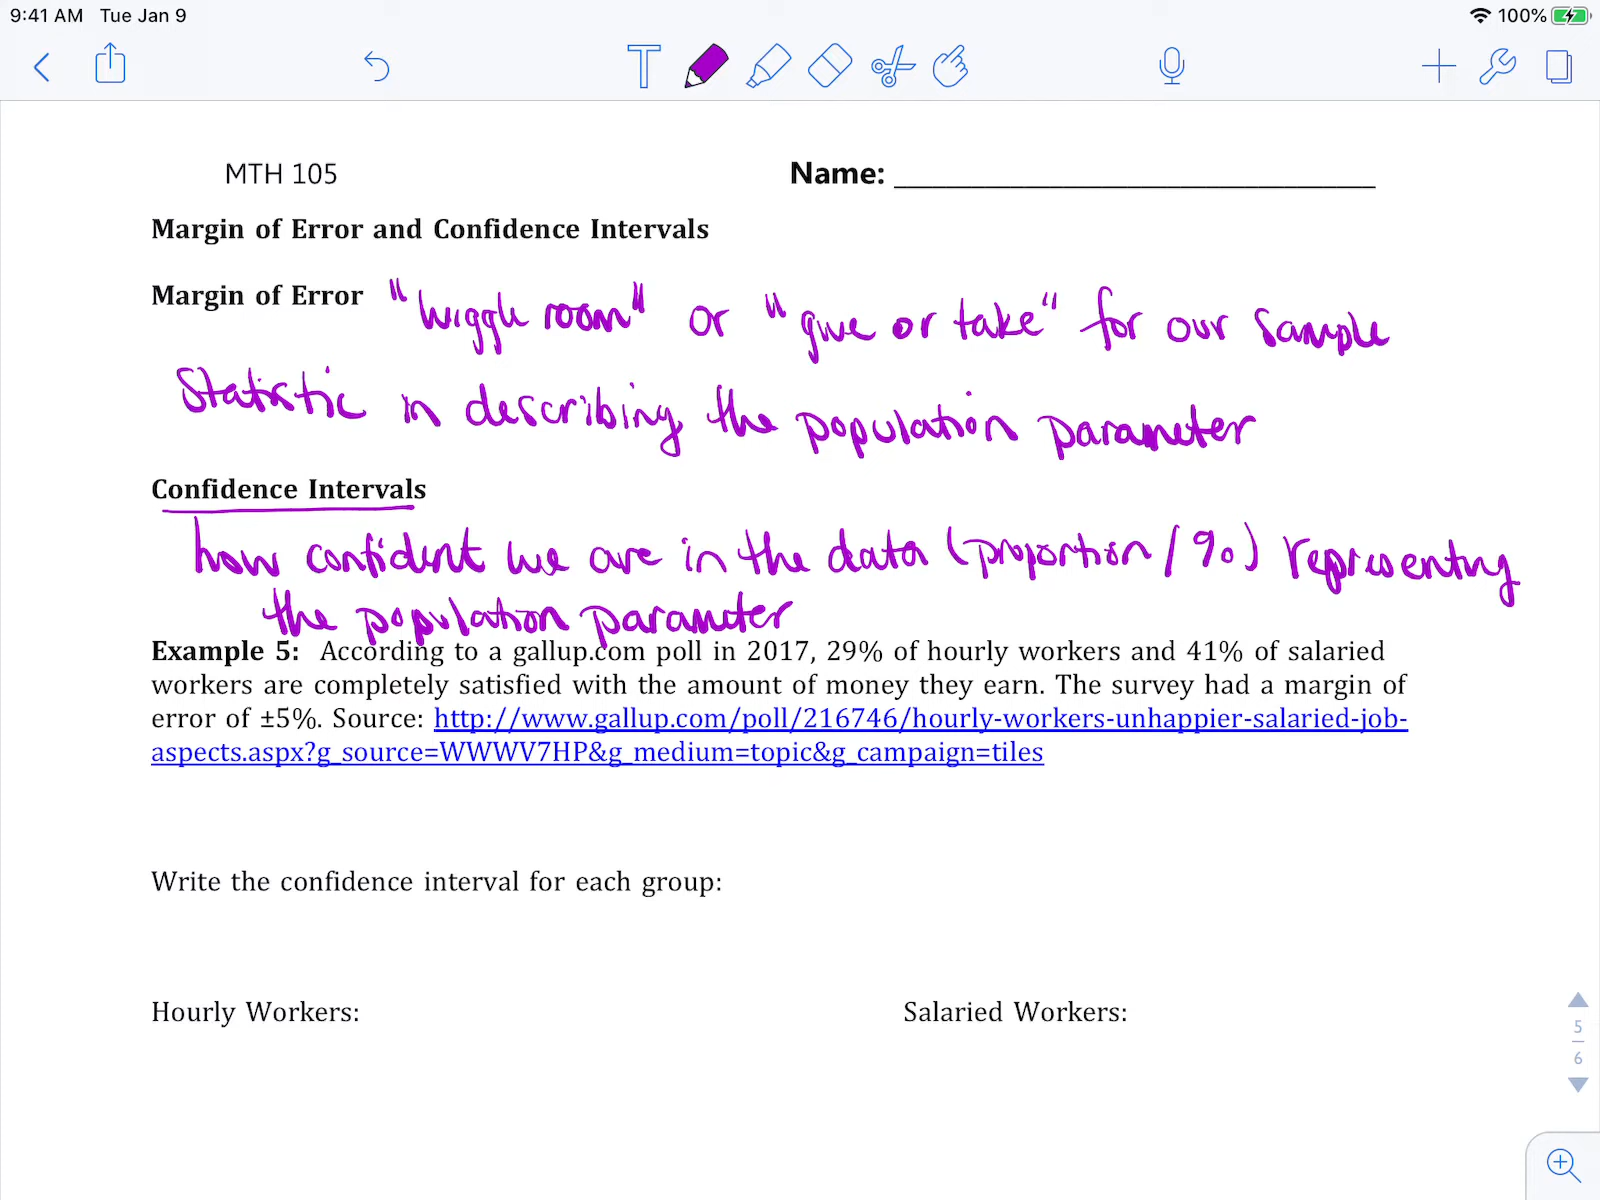 9:41 AM Tue Jan 9 100%
MTH 105 Name: ________________________________
Margin of Error and Confidence Intervals
Margin of Error "wiggle room" or "give or take" for our sample
statistic in describing the population parameter
Confidence Intervals
how confident we are in the data (proportion / %) representing
the population parameter
Example 5: According to a gallup.com poll in 2017, 29% of hourly workers and 41% of salaried
workers are completely satisfied with the amount of money they earn. The survey had a margin of
error of ±5%. Source: http://www.gallup.com/poll/216746/hourly-workers-unhappier-salaried-job-
aspects.aspx?g_source=WWWV7HP&g_medium=topic&g_campaign=tiles
Write the confidence interval for each group:
Hourly Workers: Salaried Workers:
5
6